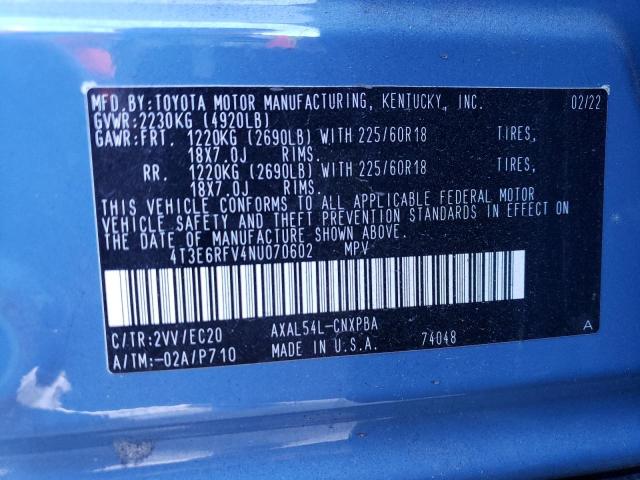 MFD.BY:TOYOTA MOTOR MANUFACTURING, KENTUCKY, INC. 02/22
GVWR:2230KG (4920LB)
GAWR:FRT. 1220KG (2690LB) WITH 225/60R18 TIRES,
18X7.0J RIMS.
RR. 1220KG (2690LB) WITH 225/60R18 TIRES,
18X7.0J RIMS.
THIS VEHICLE CONFORMS TO ALL APPLICABLE FEDERAL MOTOR
VEHICLE SAFETY AND THEFT PREVENTION STANDARDS IN EFFECT ON
THE DATE OF MANUFACTURE SHOWN ABOVE.
4T3E6RFV4NU070602 MPV
C/TR:2VV/EC20 AXAL54L-CNXPBA
A/TM:-02A/P710 MADE IN U.S.A. 74048 A